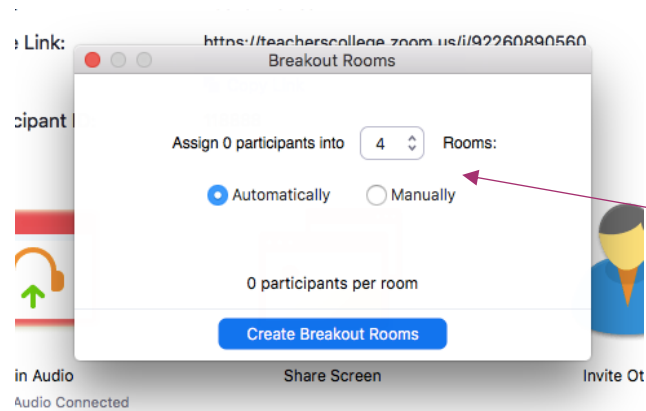 Link:
https://teacherscollege.zoom.us/j/92260890560
Breakout Rooms
Assign 0 participants into 4 Rooms:
Automatically Manually
0 participants per room
Create Breakout Rooms
in Audio Share Screen Invite Ot
Audio Connected